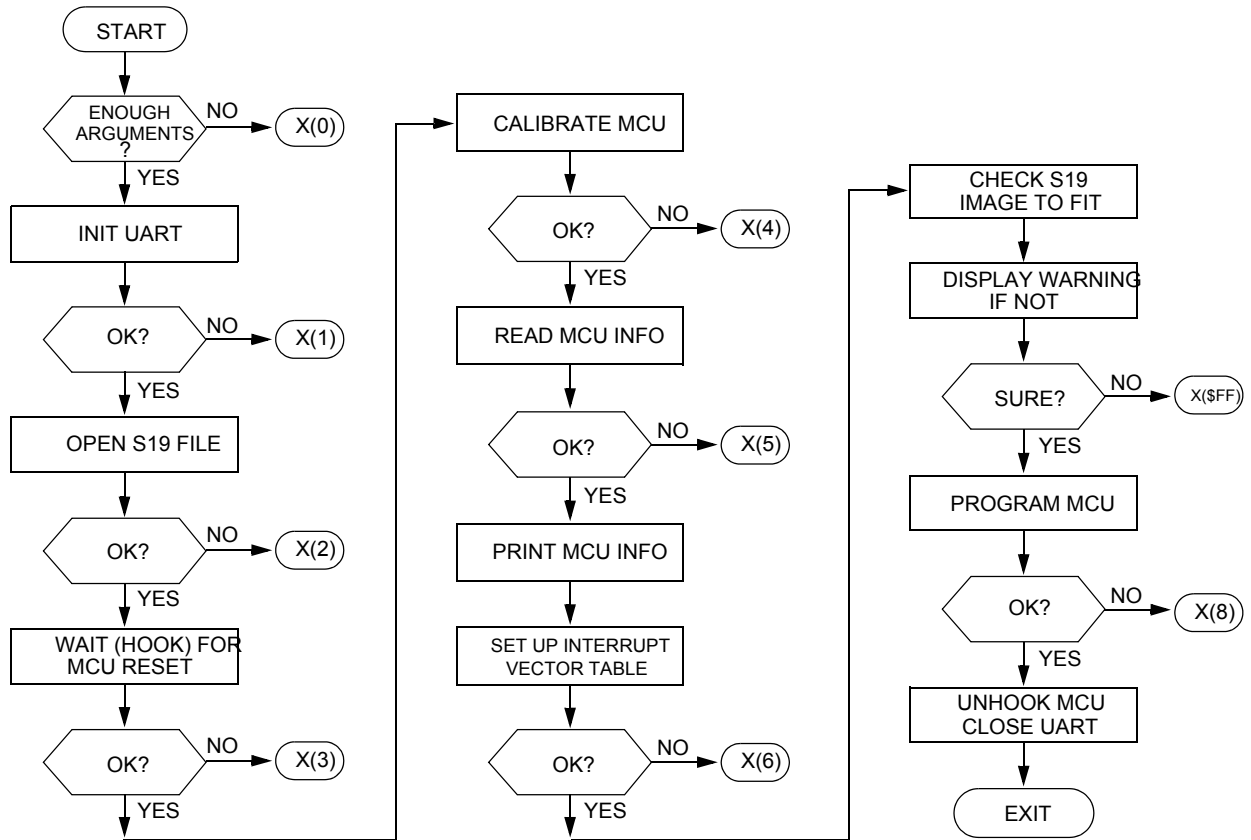 START
ENOUGH
ARGUMENTS
?
NO
X(0)
YES
INIT UART
OK?
NO
X(1)
YES
OPEN S19 FILE
OK?
NO
X(2)
YES
WAIT (HOOK) FOR
MCU RESET
OK?
NO
X(3)
YES
CALIBRATE MCU
OK?
NO
X(4)
YES
READ MCU INFO
OK?
NO
X(5)
YES
PRINT MCU INFO
SET UP INTERRUPT
VECTOR TABLE
OK?
NO
X(6)
YES
CHECK S19
IMAGE TO FIT
DISPLAY WARNING
IF NOT
SURE?
NO
X($FF)
YES
PROGRAM MCU
OK?
NO
X(8)
YES
UNHOOK MCU
CLOSE UART
EXIT